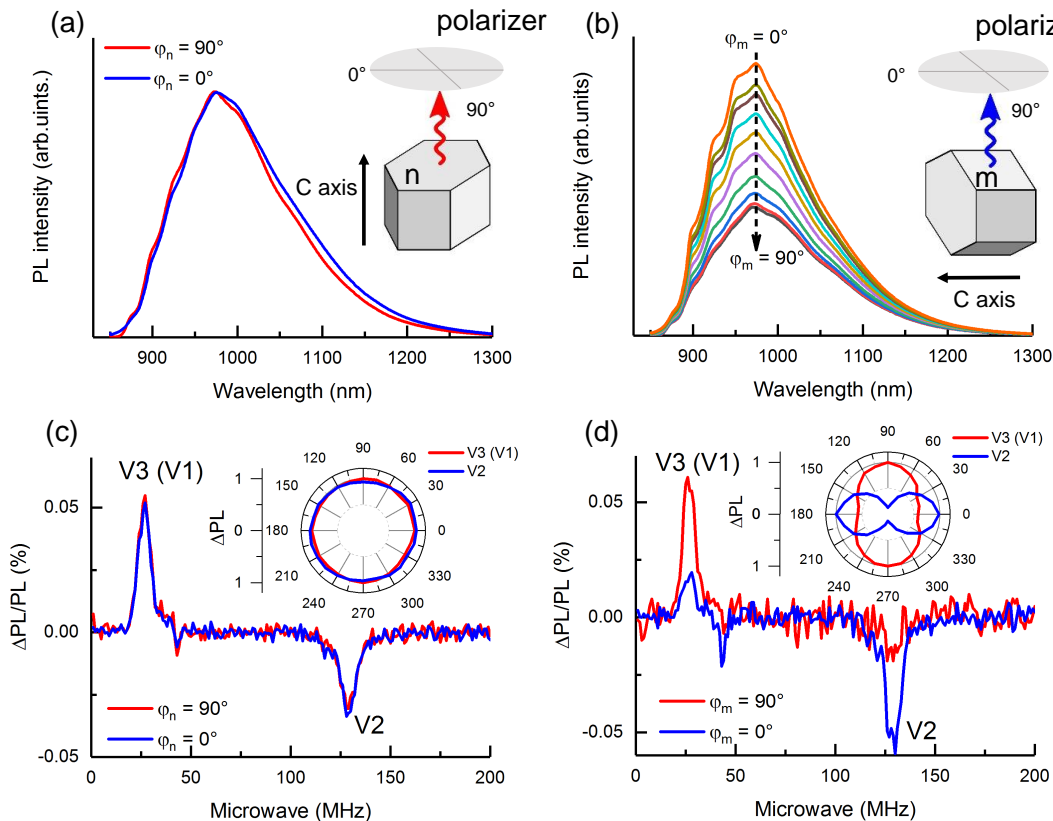 (a)
polarizer
φn = 90°
φn = 0°
0°
90°
n
C axis
PL intensity (arb.units.)
900
1000
1100
1200
1300
Wavelength (nm)
(b)
polariz
φm = 0°
φm = 90°
0°
90°
m
C axis
PL intensity (arb.units)
900
1000
1100
1200
1300
Wavelength (nm)
(c)
V3 (V1)
V2
ΔPL/PL (%)
0.05
0.00
-0.05
0
50
100
150
200
Microwave (MHz)
φn = 90°
φn = 0°
V3 (V1)
V2
ΔPL
1
0
1
90
60
30
0
330
300
270
240
210
180
150
120
(d)
V3 (V1)
V2
ΔPL/PL (%)
0.05
0.00
-0.05
0
50
100
150
200
Microwave (MHz)
φm = 90°
φm = 0°
V3 (V1)
V2
ΔPL
1
0
1
90
60
30
0
330
300
270
240
210
180
150
120